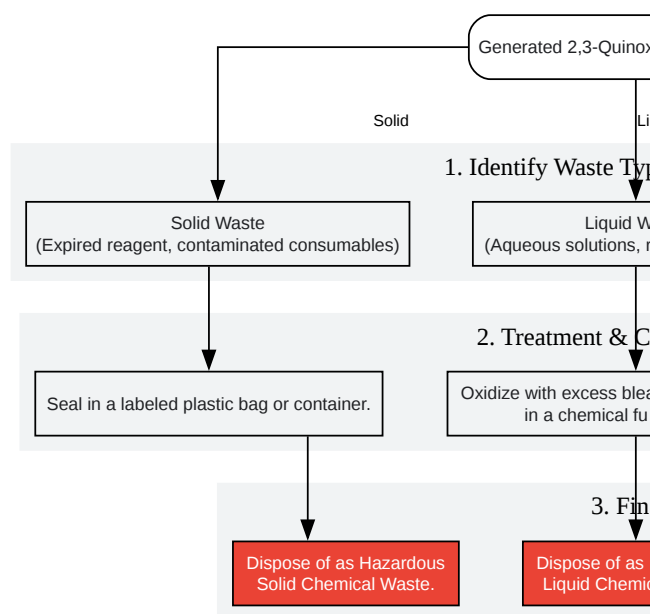 Generated 2,3-Quinox
Solid
1. Identify Waste Typ
Solid Waste
(Expired reagent, contaminated consumables)
Liquid W
(Aqueous solutions, r
2. Treatment & C
Seal in a labeled plastic bag or container.
Oxidize with excess blea
in a chemical fu
3. Fin
Dispose of as Hazardous
Solid Chemical Waste.
Dispose of as
Liquid Chemic